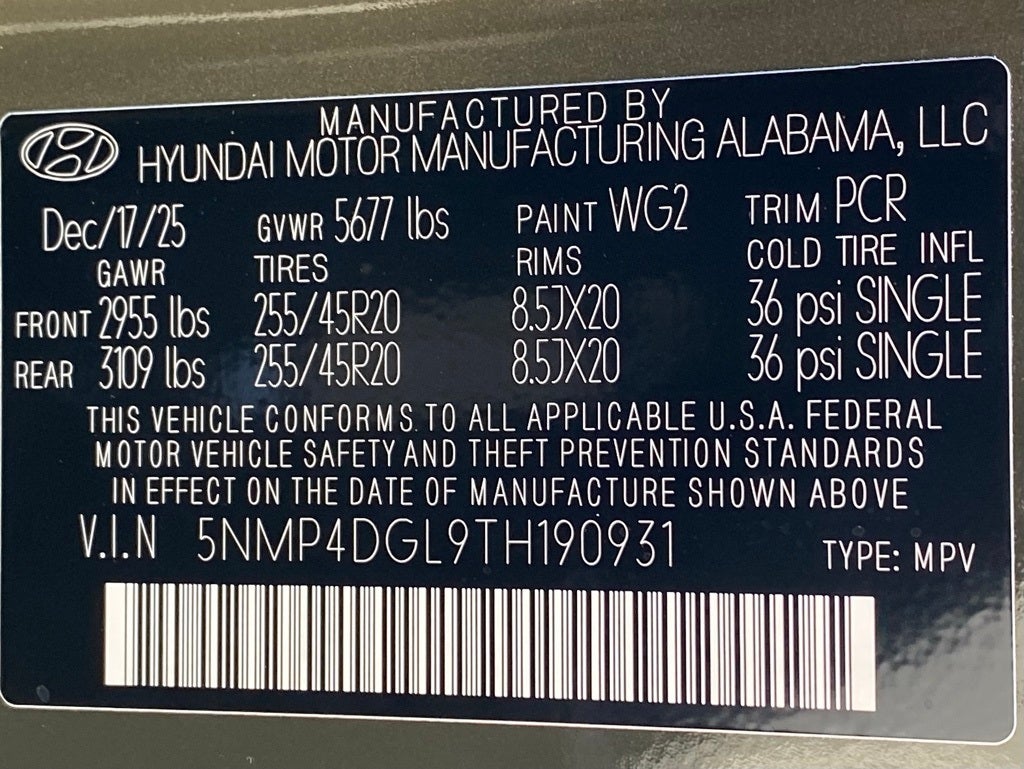 MANUFACTURED BY
HYUNDAI MOTOR MANUFACTURING ALABAMA, LLC
Dec/17/25 GVWR 5677 lbs PAINT WG2 TRIM PCR
GAWR TIRES RIMS COLD TIRE INFL
FRONT 2955 lbs 255/45R20 8.5JX20 36 psi SINGLE
REAR 3109 lbs 255/45R20 8.5JX20 36 psi SINGLE
THIS VEHICLE CONFORMS TO ALL APPLICABLE U.S.A. FEDERAL
MOTOR VEHICLE SAFETY AND THEFT PREVENTION STANDARDS
IN EFFECT ON THE DATE OF MANUFACTURE SHOWN ABOVE
V.I.N 5NMP4DGL9TH190931 TYPE: MPV